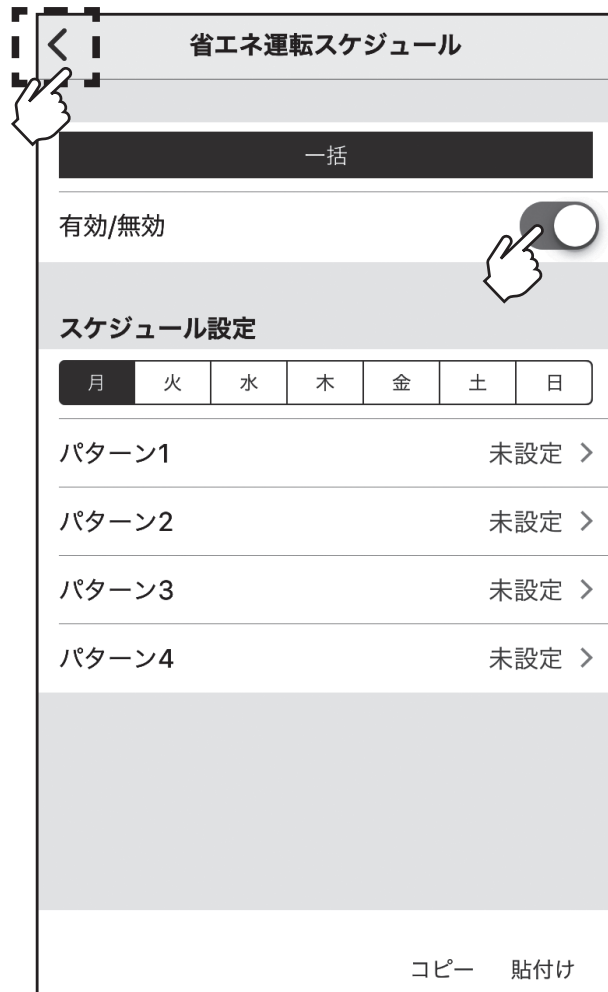 省エネ運転スケジュール
一括
有効/無効
スケジュール設定
月 火 水 木 金 土 日
パターン1 未設定
パターン2 未設定
パターン3 未設定
パターン4 未設定
コピー 貼付け